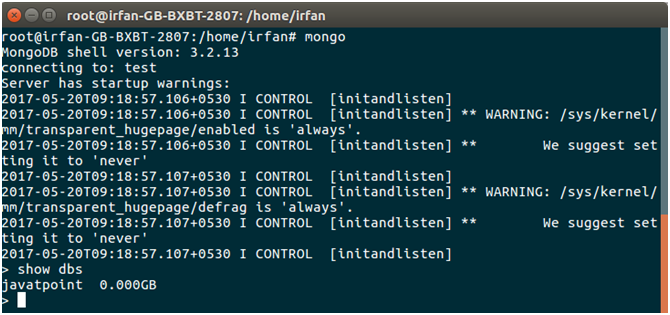 root@irfan-GB-BXBT-2807: /home/irfan
root@irfan-GB-BXBT-2807:/home/irfan# mongo
MongoDB shell version: 3.2.13
connecting to: test
Server has startup warnings:
2017-05-20T09:18:57.106+0530 I CONTROL  [initandlisten]
2017-05-20T09:18:57.106+0530 I CONTROL  [initandlisten] ** WARNING: /sys/kernel/
mm/transparent_hugepage/enabled is 'always'.
2017-05-20T09:18:57.106+0530 I CONTROL  [initandlisten] **        We suggest set
ting it to 'never'
2017-05-20T09:18:57.107+0530 I CONTROL  [initandlisten]
2017-05-20T09:18:57.107+0530 I CONTROL  [initandlisten] ** WARNING: /sys/kernel/
mm/transparent_hugepage/defrag is 'always'.
2017-05-20T09:18:57.107+0530 I CONTROL  [initandlisten] **        We suggest set
ting it to 'never'
2017-05-20T09:18:57.107+0530 I CONTROL  [initandlisten]
> show dbs
javatpoint  0.000GB
>